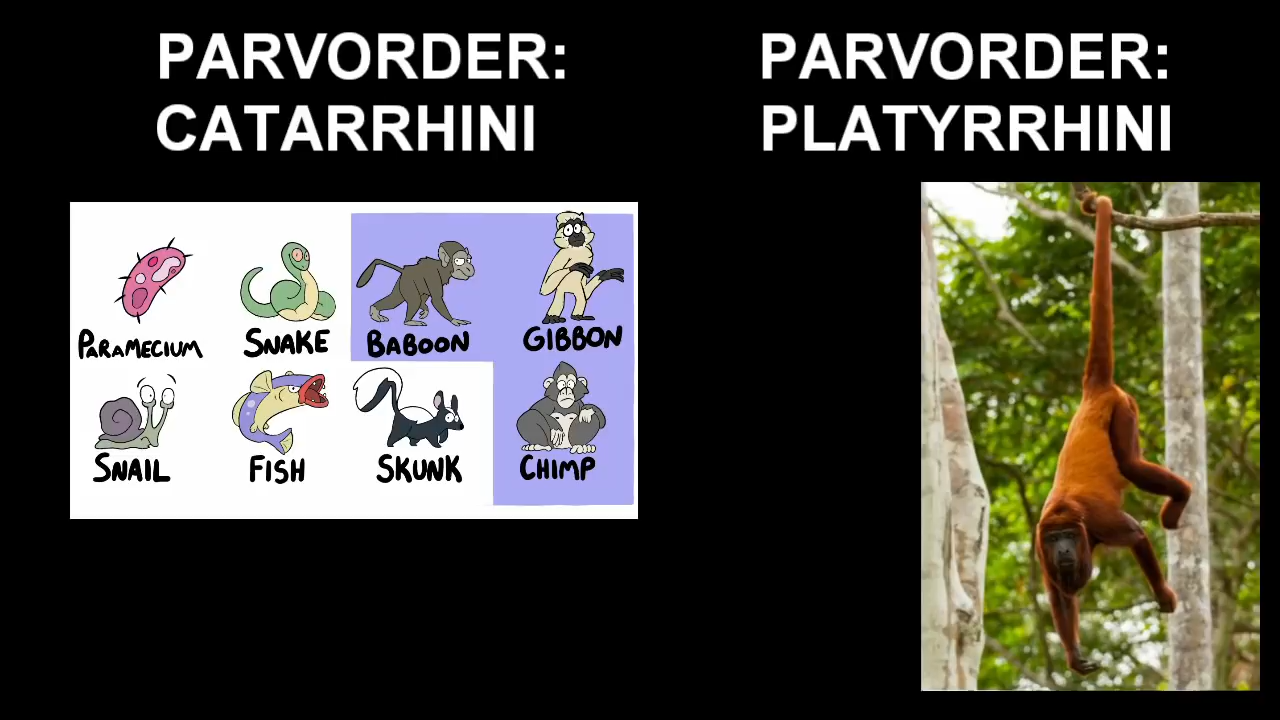 PARVORDER:
CATARRHINI
PARVORDER:
PLATYRRHINI
PARAMECIUM SNAKE BABOON GIBBON
SNAIL FISH SKUNK CHIMP